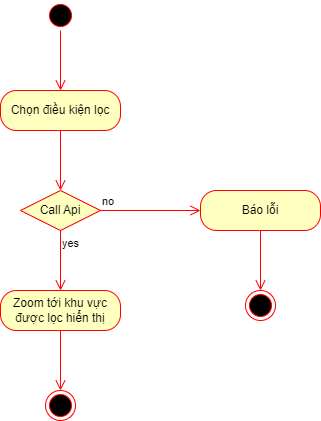 Chọn điều kiện lọc
Call Api
no
Báo lỗi
yes
Zoom tới khu vực
được lọc hiển thị